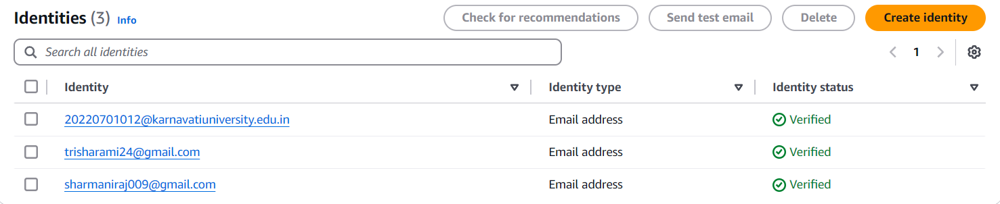 Identities (3) Info Check for recommendations Send test email Delete Create identity
Search all identities 1
Identity Identity type Identity status
20220701012@karnavatiuniversity.edu.in Email address Verified
trisharami24@gmail.com Email address Verified
sharmaniraj009@gmail.com Email address Verified